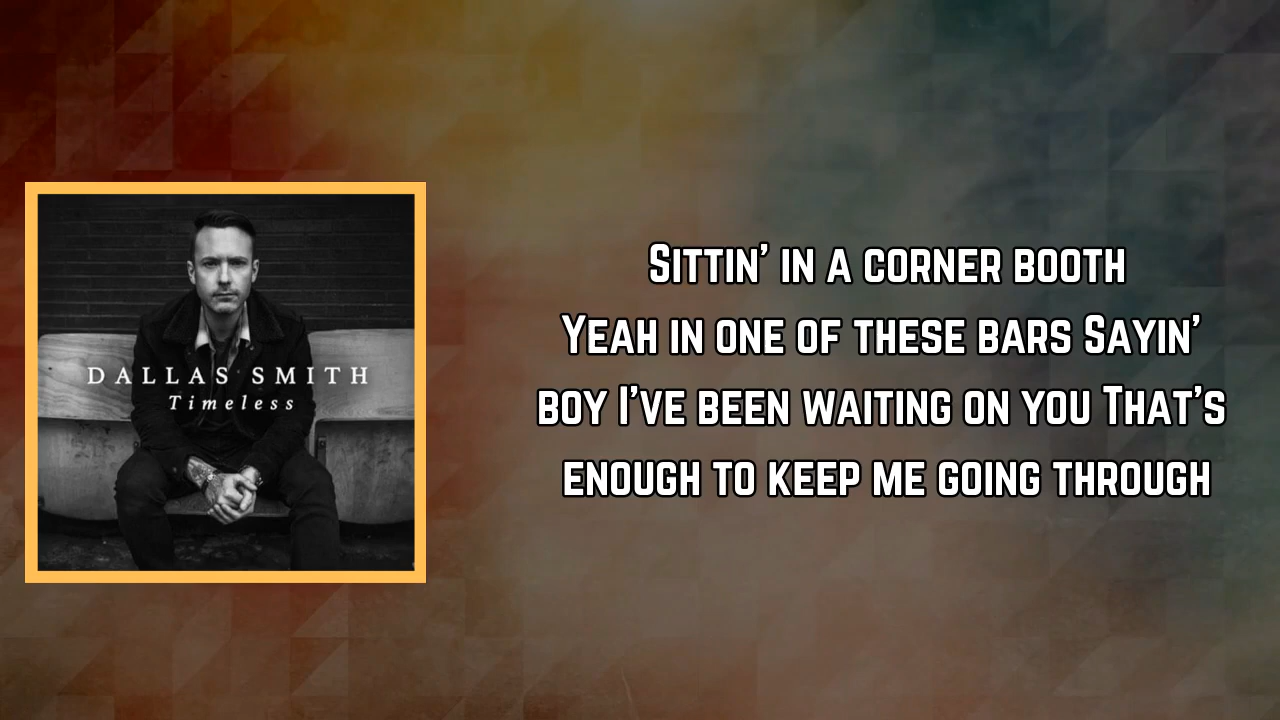 DALLAS SMITH
Timeless
Sittin' in a corner booth
Yeah in one of these bars Sayin'
boy I've been waiting on you That's
enough to keep me going through